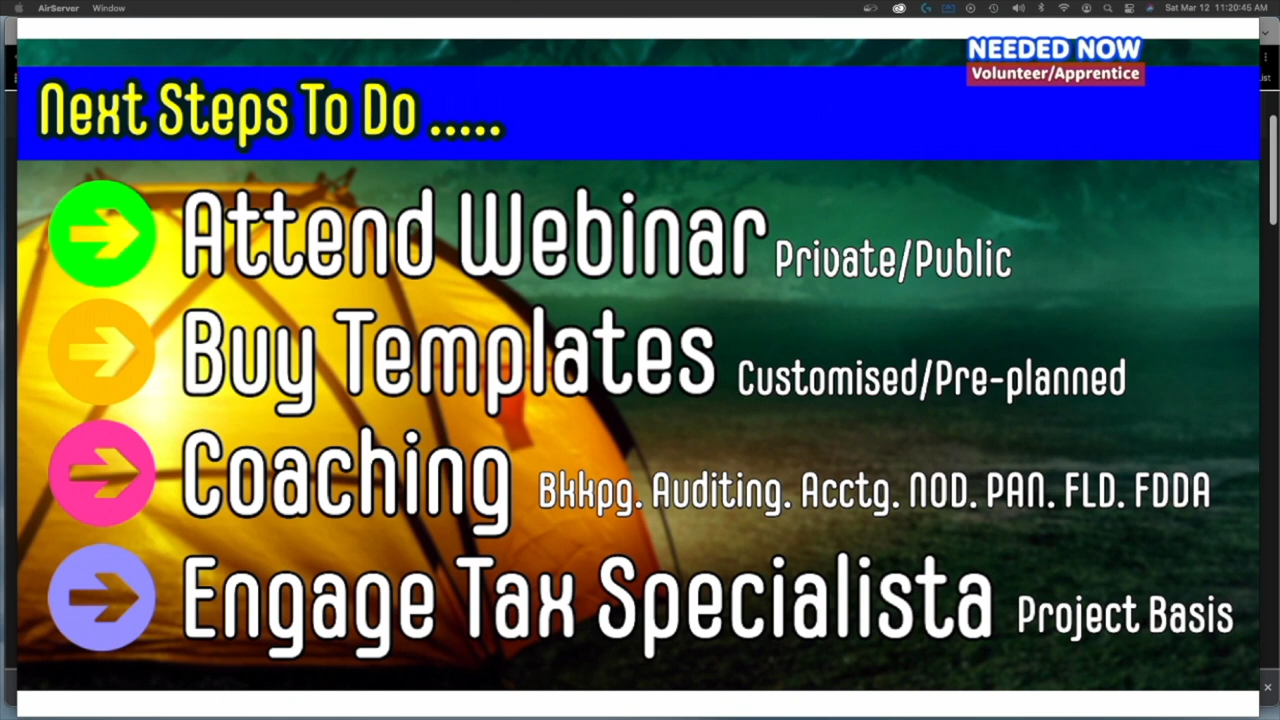 AirServer Window Sat Mar 12 11:20:45 AM
NEEDED NOW
Volunteer/Apprentice
Next Steps To Do .....
Attend Webinar Private/Public
Buy Templates Customised/Pre-planned
Coaching Bkkpg. Auditing. Acctg. NOD. PAN. FLD. FDDA
Engage Tax Specialista Project Basis